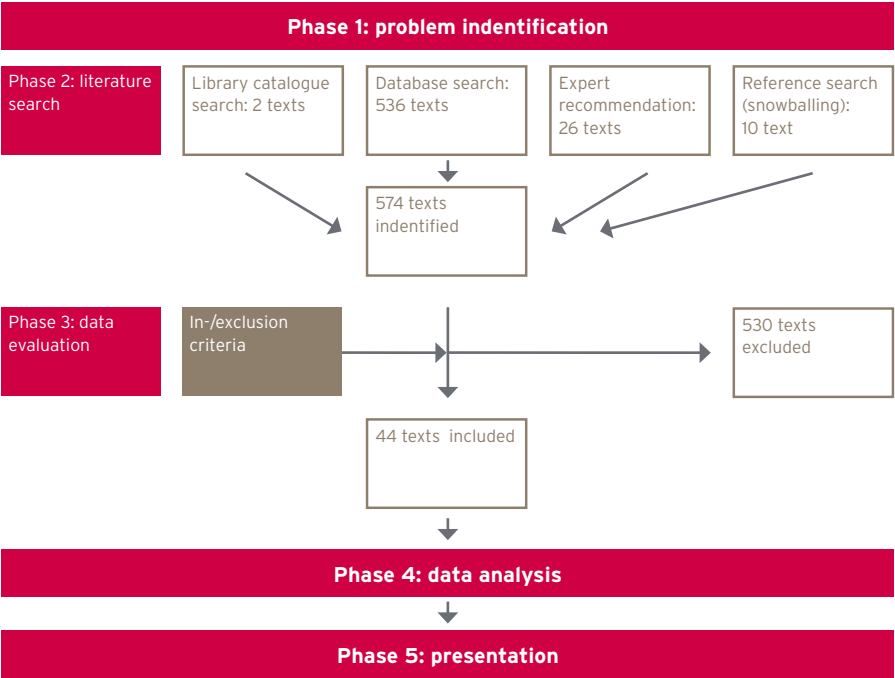 Phase 1: problem indentification
Phase 2: literature
search
Library catalogue
search: 2 texts
Database search:
536 texts
Expert
recommendation:
26 texts
Reference search
(snowballing):
10 text
574 texts
indentified
Phase 3: data
evaluation
In-/exclusion
criteria
530 texts
excluded
44 texts  included
Phase 4: data analysis
Phase 5: presentation